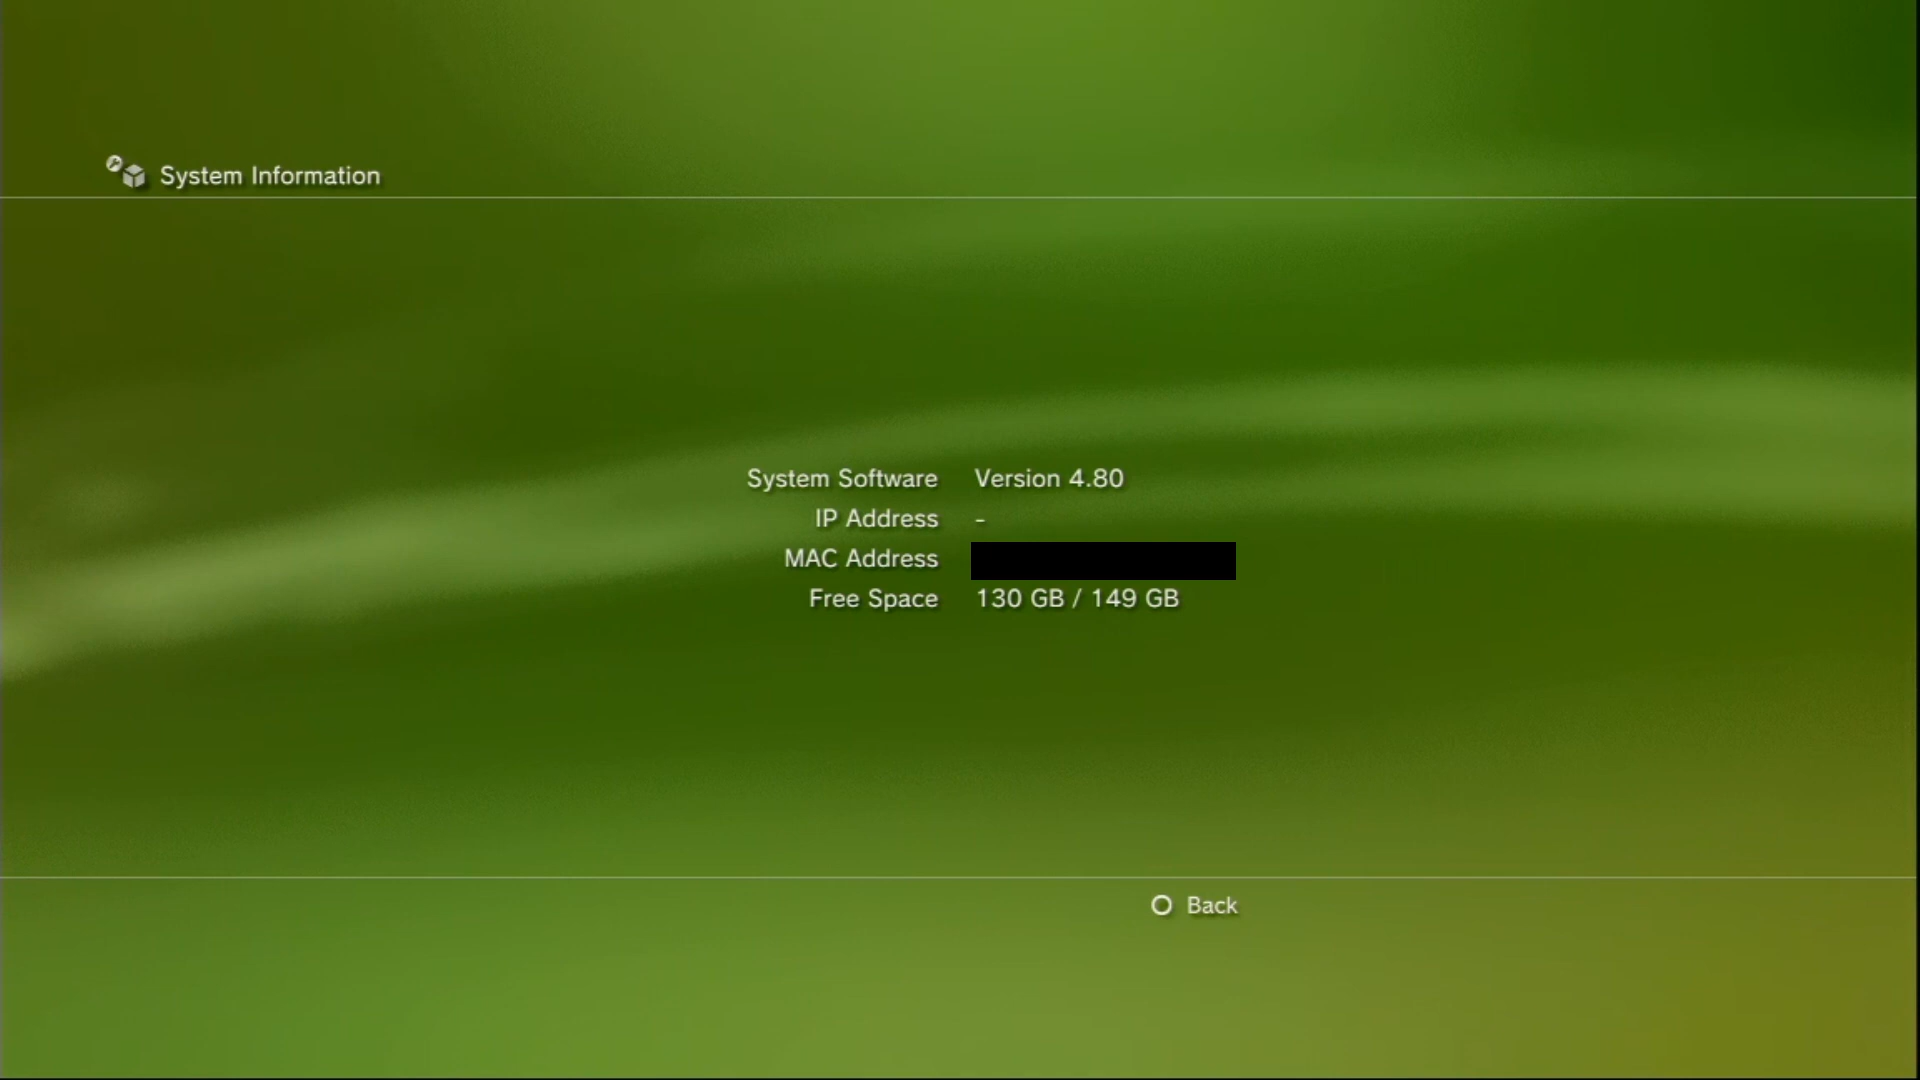 System Information
System Software Version 4.80
IP Address -
MAC Address
Free Space 130 GB / 149 GB
Back